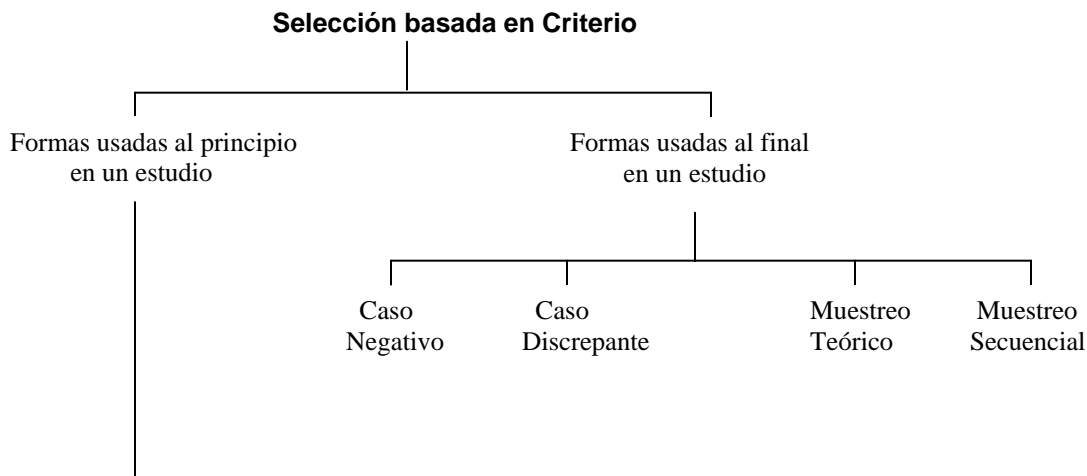 Selección basada en Criterio
Formas usadas al principio
en un estudio
Formas usadas al final
en un estudio
Caso
Negativo
Caso
Discrepante
Muestreo
Teórico
Muestreo
Secuencial